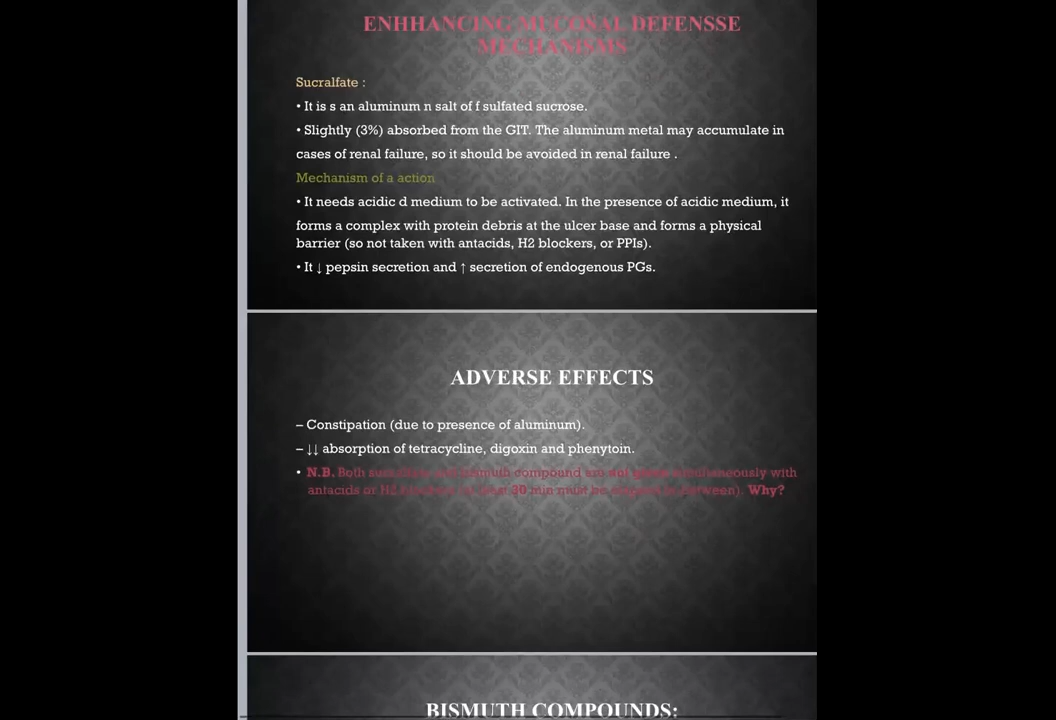 ENHHANCING MUCOSAL DEFENSSE
MECHANISMS
Sucralfate :
• It is s an aluminum n salt of f sulfated sucrose.
• Slightly (3%) absorbed from the GIT. The aluminum metal may accumulate in
cases of renal failure, so it should be avoided in renal failure .
Mechanism of a action
• It needs acidic d medium to be activated. In the presence of acidic medium, it
forms a complex with protein debris at the ulcer base and forms a physical
barrier (so not taken with antacids, H2 blockers, or PPIs).
• It ↓ pepsin secretion and ↑ secretion of endogenous PGs.
ADVERSE EFFECTS
– Constipation (due to presence of aluminum).
– ↓↓ absorption of tetracycline, digoxin and phenytoin.
• N.B. Both compound are not simultaneously with
antacids or H2 30 min must be between). Why?
BISMUTH COMPOUNDS: